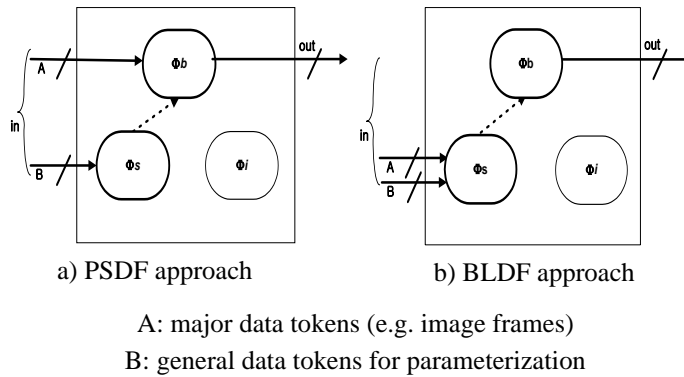 out
out
A
Φb
Φb
in
in
Φs
Φi
A
Φs
Φi
B
B
a) PSDF approach
b) BLDF approach
A: major data tokens (e.g. image frames)
B: general data tokens for parameterization